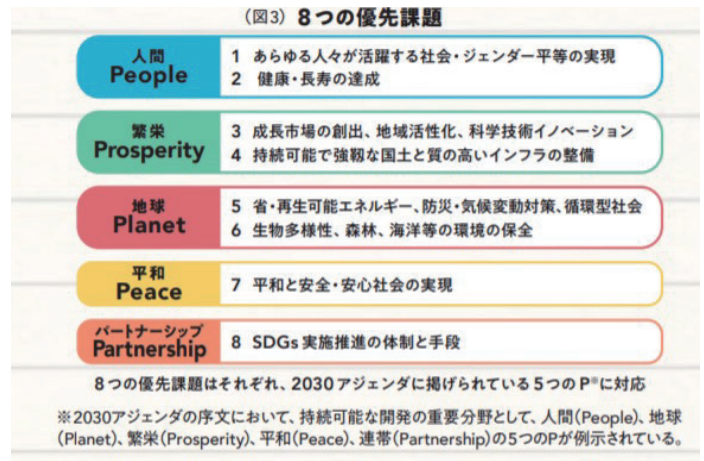 （図3）8つの優先課題
人間
People
1 あらゆる人々が活躍する社会・ジェンダー平等の実現
2 健康・長寿の達成
繁栄
Prosperity
3 成長市場の創出、地域活性化、科学技術イノベーション
4 持続可能で強靱な国土と質の高いインフラの整備
地球
Planet
5 省・再生可能エネルギー、防災・気候変動対策、循環型社会
6 生物多様性、森林、海洋等の環境の保全
平和
Peace
7 平和と安全・安心社会の実現
パートナーシップ
Partnership
8 SDGs実施推進の体制と手段
8つの優先課題はそれぞれ、2030アジェンダに掲げられている5つのP※に対応
※2030アジェンダの序文において、持続可能な開発の重要分野として、人間(People)、地球
(Planet)、繁栄(Prosperity)、平和(Peace)、連帯(Partnership)の5つのPが例示されている。